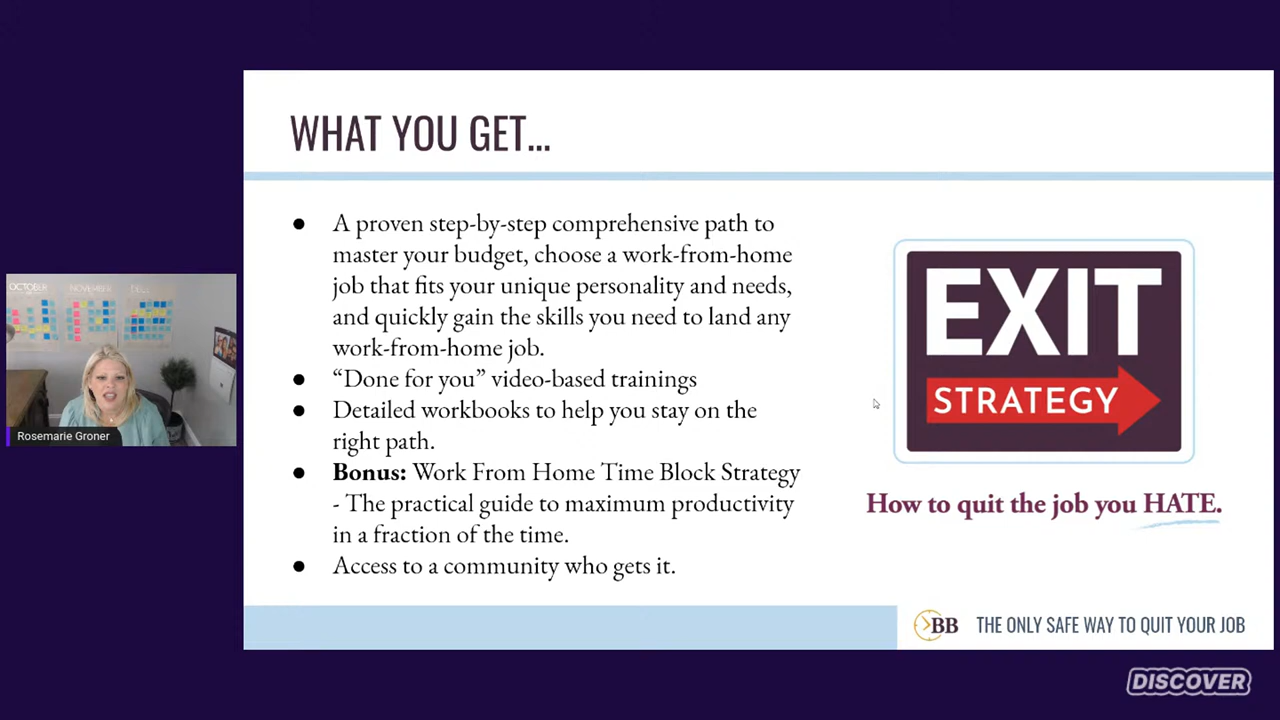 WHAT YOU GET...
● A proven step-by-step comprehensive path to
master your budget, choose a work-from-home
job that fits your unique personality and needs,
and quickly gain the skills you need to land any
work-from-home job.
● “Done for you” video-based trainings
● Detailed workbooks to help you stay on the
right path.
● Bonus: Work From Home Time Block Strategy
- The practical guide to maximum productivity
in a fraction of the time.
● Access to a community who gets it.
EXIT
STRATEGY
How to quit the job you HATE.
OCTOBER
NOVEMBER
Rosemarie Groner
BB THE ONLY SAFE WAY TO QUIT YOUR JOB
DISCOVER